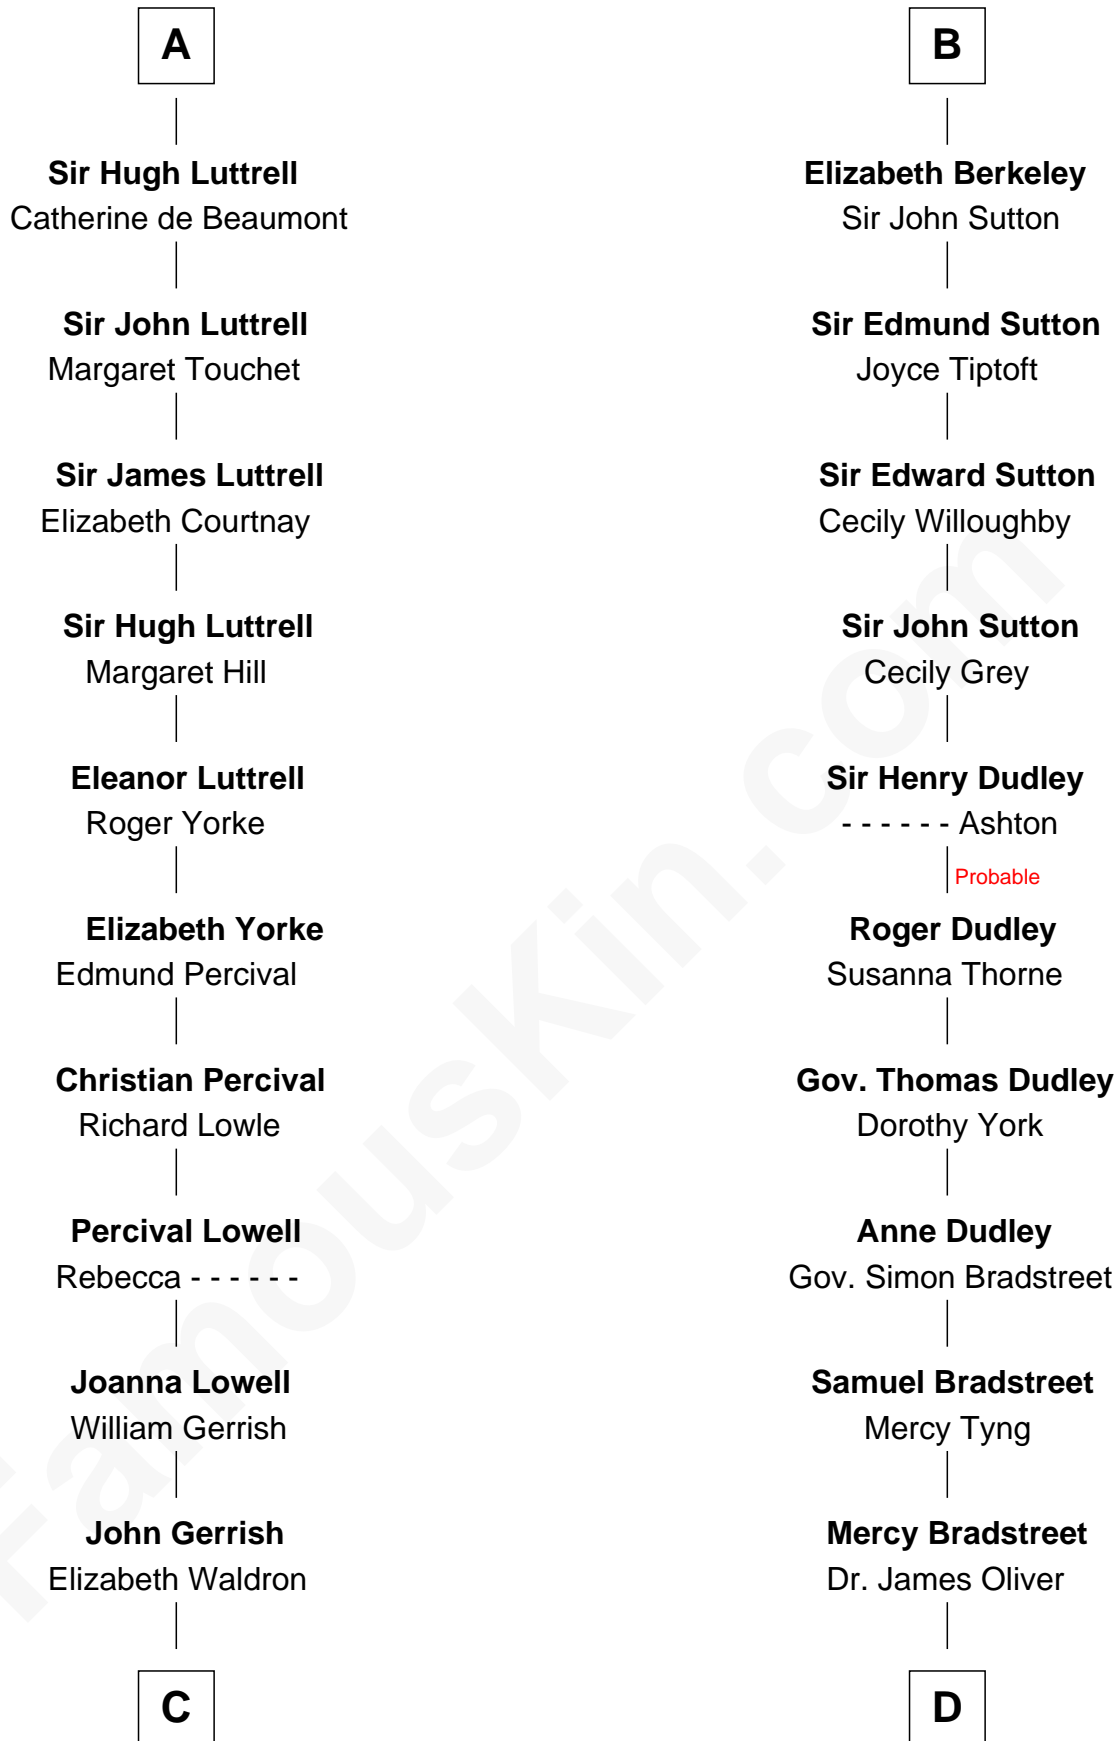 A
Sir Hugh Luttrell
Catherine de Beaumont
Sir John Luttrell
Margaret Touchet
Sir James Luttrell
Elizabeth Courtnay
Sir Hugh Luttrell
Margaret Hill
Eleanor Luttrell
Roger Yorke
Elizabeth Yorke
Edmund Percival
Christian Percival
Richard Lowle
Percival Lowell
Rebecca - - - - - -
Joanna Lowell
William Gerrish
John Gerrish
Elizabeth Waldron
C
B
Elizabeth Berkeley
Sir John Sutton
Sir Edmund Sutton
Joyce Tiptoft
Sir Edward Sutton
Cecily Willoughby
Sir John Sutton
Cecily Grey
Sir Henry Dudley
- - - - - - Ashton
Probable
Roger Dudley
Susanna Thorne
Gov. Thomas Dudley
Dorothy York
Anne Dudley
Gov. Simon Bradstreet
Samuel Bradstreet
Mercy Tyng
Mercy Bradstreet
Dr. James Oliver
D
FamousKin.com